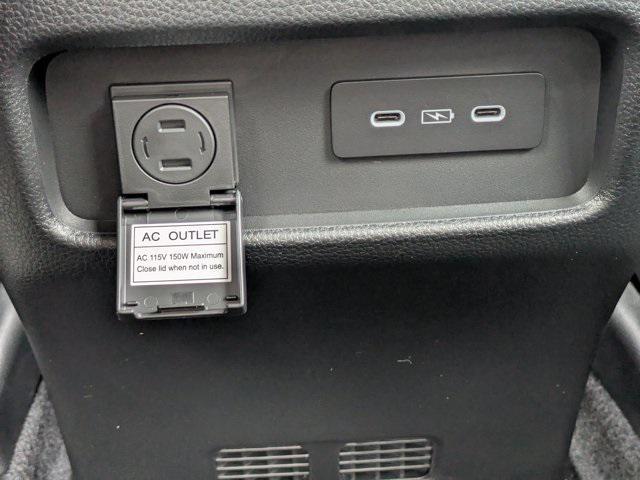 AC OUTLET
AC 115V 150W Maximum
Close lid when not in use.